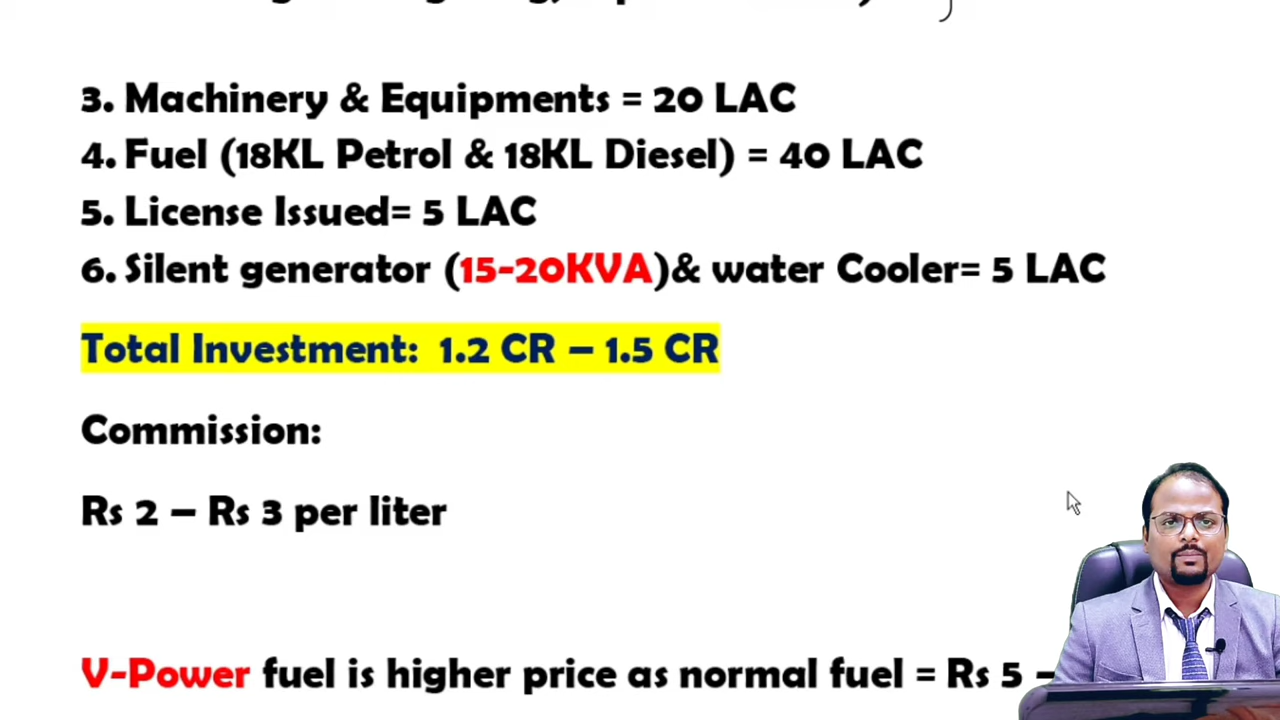 3. Machinery & Equipments = 20 LAC
4. Fuel (18KL Petrol & 18KL Diesel) = 40 LAC
5. License Issued= 5 LAC
6. Silent generator (15-20KVA)& water Cooler= 5 LAC
Total Investment: 1.2 CR – 1.5 CR
Commission:
Rs 2 – Rs 3 per liter
V-Power fuel is higher price as normal fuel = Rs 5 –